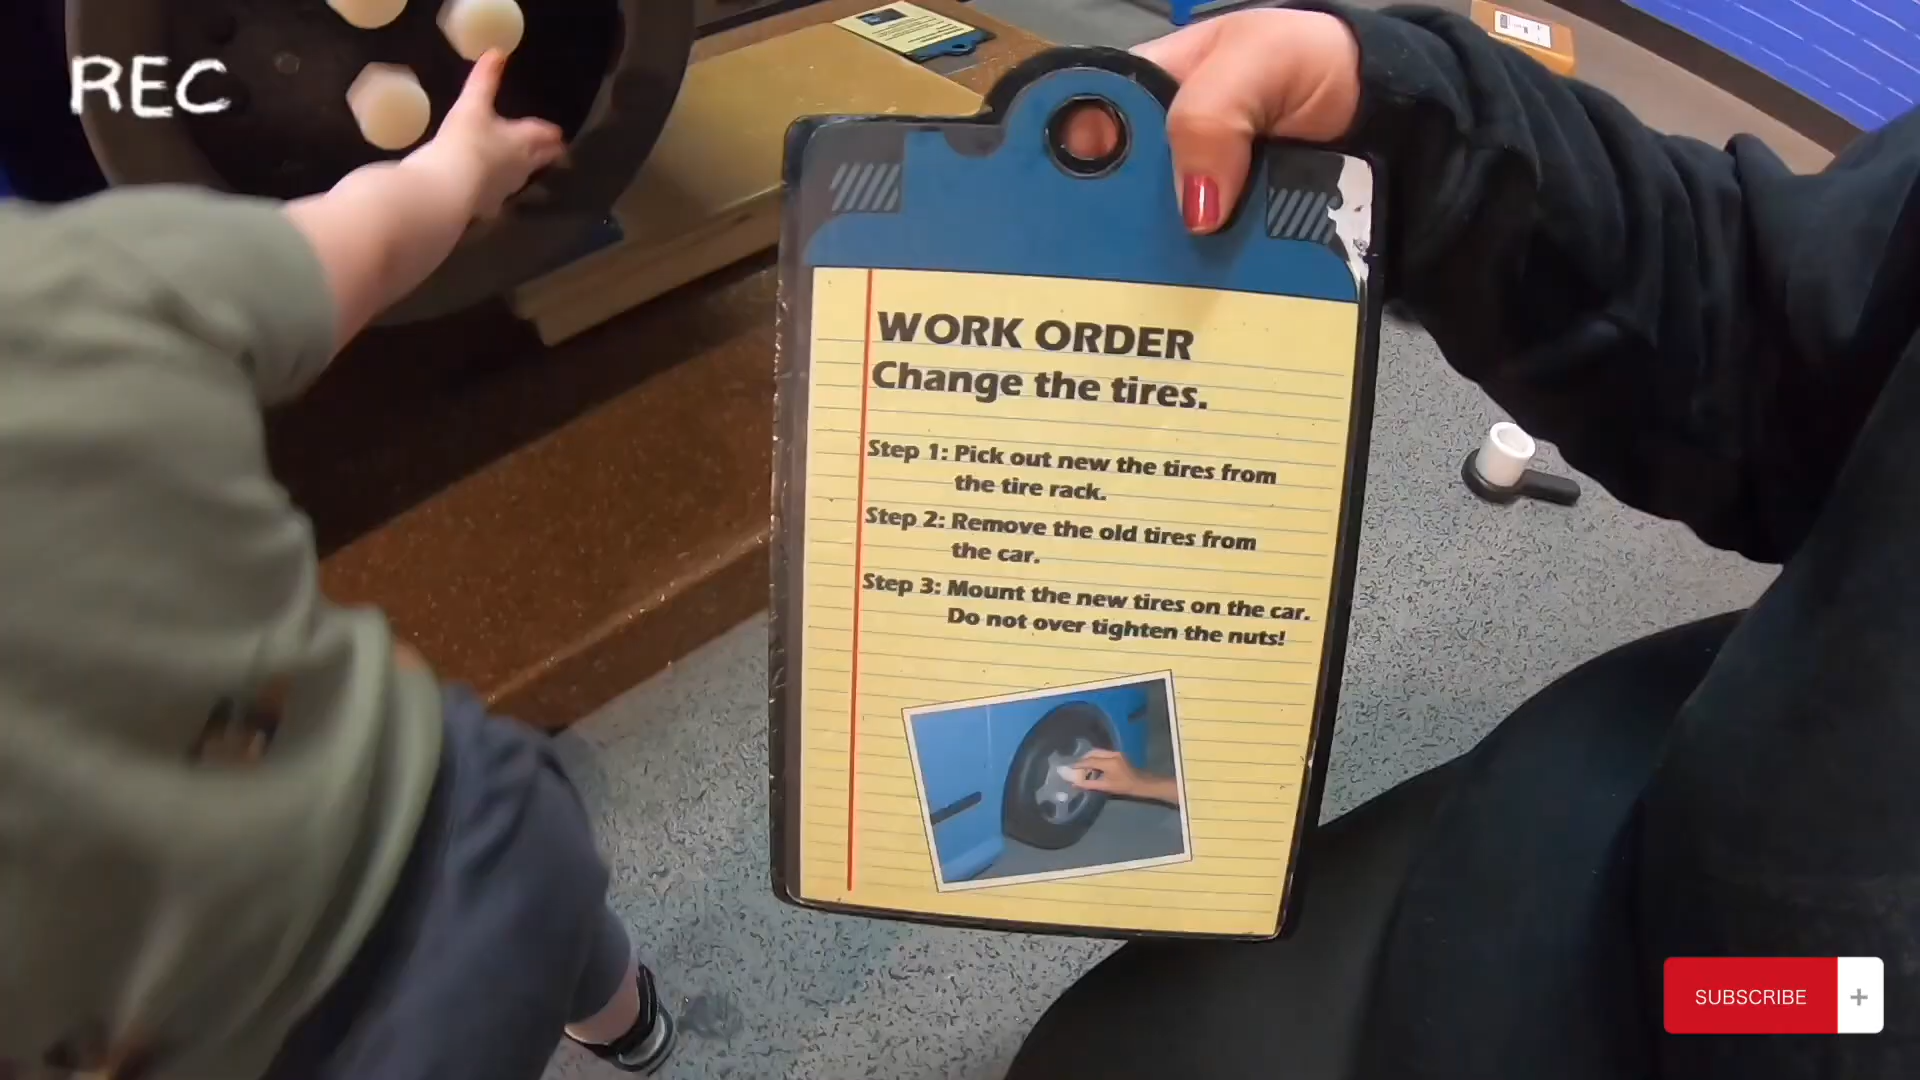 REC
WORK ORDER
Change the tires.
Step 1: Pick out new the tires from
the tire rack.
Step 2: Remove the old tires from
the car.
Step 3: Mount the new tires on the car.
Do not over tighten the nuts!
SUBSCRIBE +